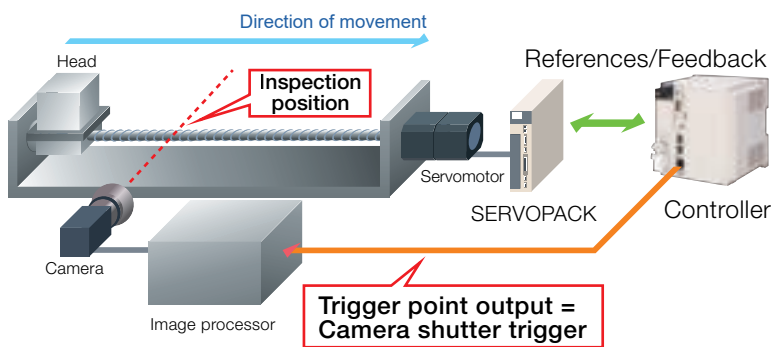 Direction of movement
Head
Inspection
position
References/Feedback
Servomotor
SERVOPACK
Controller
Camera
Image processor
Trigger point output =
Camera shutter trigger